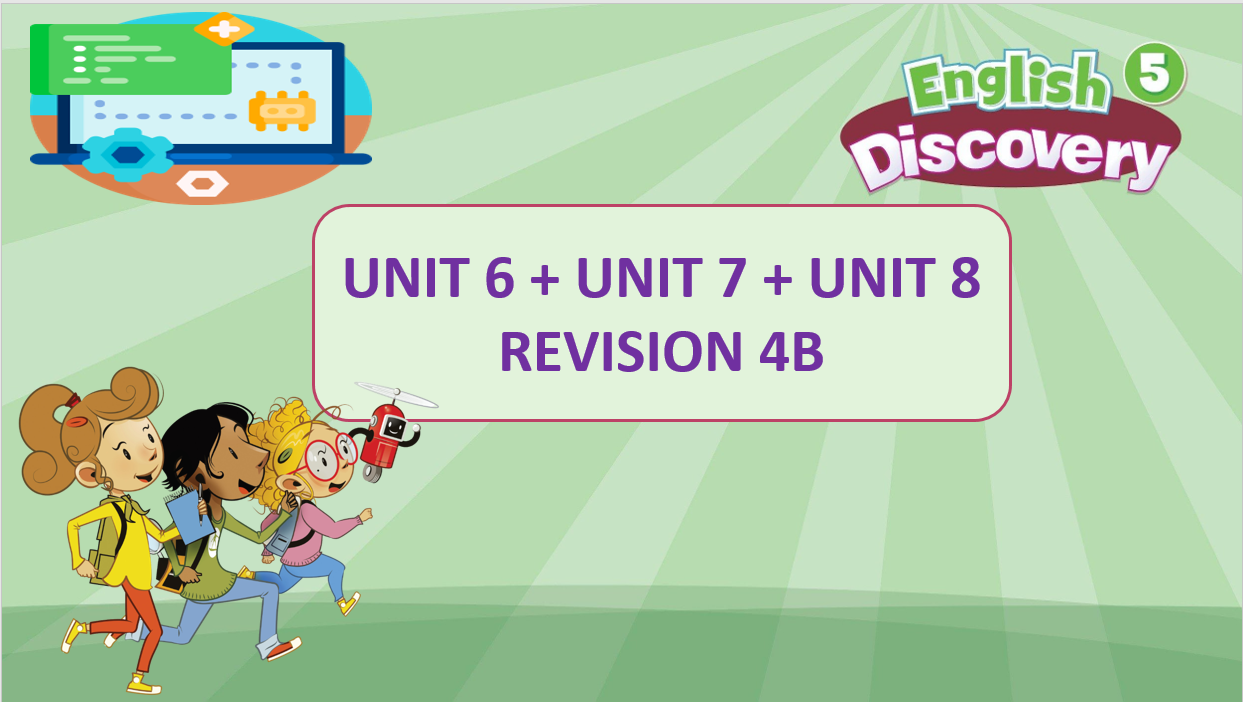 English 5
Discovery
UNIT 6 + UNIT 7 + UNIT 8
REVISION 4B